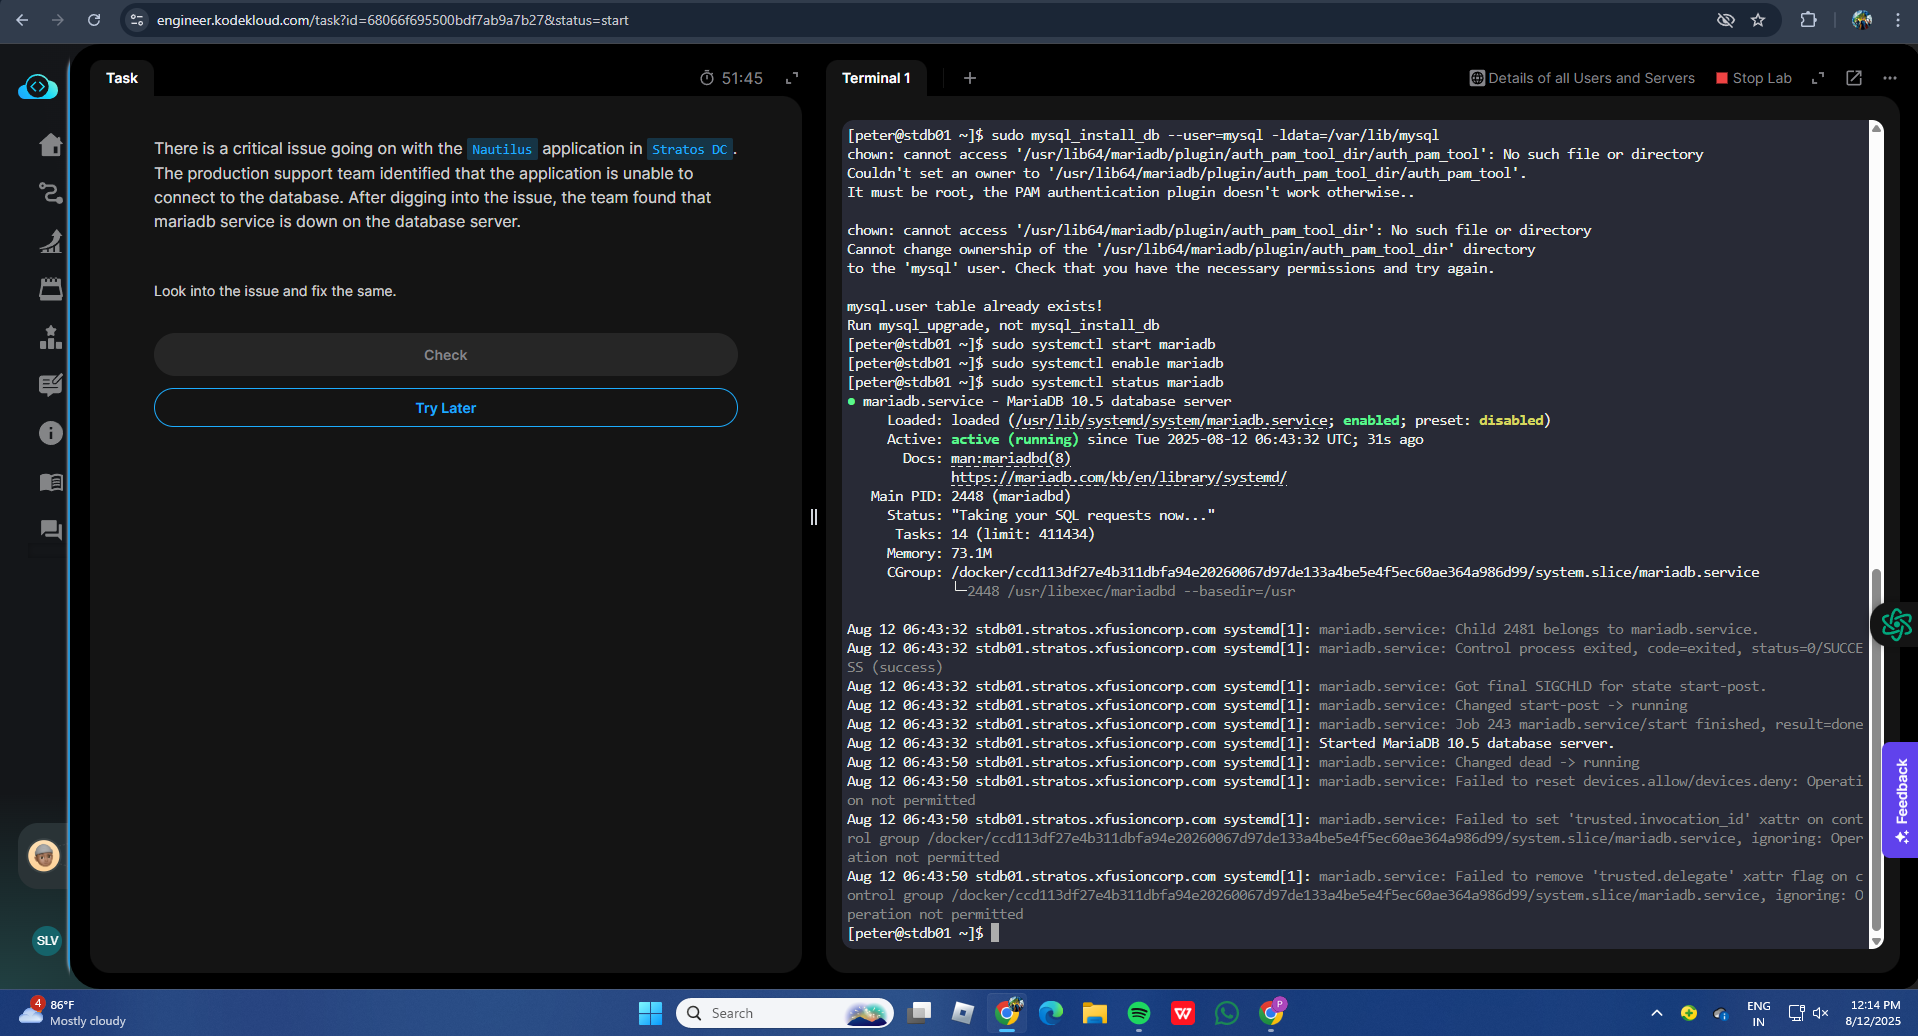 engineer.kodekloud.com/task?id=68066f695500bdf7ab9a7b27&status=start
Task
51:45
There is a critical issue going on with the Nautilus application in Stratos DC.
The production support team identified that the application is unable to
connect to the database. After digging into the issue, the team found that
mariadb service is down on the database server.
Look into the issue and fix the same.
Check
Try Later
SLV
Terminal 1
+
Details of all Users and Servers
Stop Lab
[peter@stdb01 ~]$ sudo mysql_install_db --user=mysql -ldata=/var/lib/mysql
chown: cannot access '/usr/lib64/mariadb/plugin/auth_pam_tool_dir/auth_pam_tool': No such file or directory
Couldn't set an owner to '/usr/lib64/mariadb/plugin/auth_pam_tool_dir/auth_pam_tool'.
It must be root, the PAM authentication plugin doesn't work otherwise..
chown: cannot access '/usr/lib64/mariadb/plugin/auth_pam_tool_dir': No such file or directory
Cannot change ownership of the '/usr/lib64/mariadb/plugin/auth_pam_tool_dir' directory
to the 'mysql' user. Check that you have the necessary permissions and try again.
mysql.user table already exists!
Run mysql_upgrade, not mysql_install_db
[peter@stdb01 ~]$ sudo systemctl start mariadb
[peter@stdb01 ~]$ sudo systemctl enable mariadb
[peter@stdb01 ~]$ sudo systemctl status mariadb
● mariadb.service - MariaDB 10.5 database server
Loaded: loaded (/usr/lib/systemd/system/mariadb.service; enabled; preset: disabled)
Active: active (running) since Tue 2025-08-12 06:43:32 UTC; 31s ago
Docs: man:mariadbd(8)
https://mariadb.com/kb/en/library/systemd/
Main PID: 2448 (mariadbd)
Status: "Taking your SQL requests now..."
Tasks: 14 (limit: 411434)
Memory: 73.1M
CGroup: /docker/ccd113df27e4b311dbfa94e20260067d97de133a4be5e4f5ec60ae364a986d99/system.slice/mariadb.service
└─2448 /usr/libexec/mariadbd --basedir=/usr
Aug 12 06:43:32 stdb01.stratos.xfusioncorp.com systemd[1]: mariadb.service: Child 2481 belongs to mariadb.service.
Aug 12 06:43:32 stdb01.stratos.xfusioncorp.com systemd[1]: mariadb.service: Control process exited, code=exited, status=0/SUCCE
SS (success)
Aug 12 06:43:32 stdb01.stratos.xfusioncorp.com systemd[1]: mariadb.service: Got final SIGCHLD for state start-post.
Aug 12 06:43:32 stdb01.stratos.xfusioncorp.com systemd[1]: mariadb.service: Changed start-post -> running
Aug 12 06:43:32 stdb01.stratos.xfusioncorp.com systemd[1]: mariadb.service: Job 243 mariadb.service/start finished, result=done
Aug 12 06:43:32 stdb01.stratos.xfusioncorp.com systemd[1]: Started MariaDB 10.5 database server.
Aug 12 06:43:50 stdb01.stratos.xfusioncorp.com systemd[1]: mariadb.service: Changed dead -> running
Aug 12 06:43:50 stdb01.stratos.xfusioncorp.com systemd[1]: mariadb.service: Failed to reset devices.allow/devices.deny: Operati
on not permitted
Aug 12 06:43:50 stdb01.stratos.xfusioncorp.com systemd[1]: mariadb.service: Failed to set 'trusted.invocation_id' xattr on cont
rol group /docker/ccd113df27e4b311dbfa94e20260067d97de133a4be5e4f5ec60ae364a986d99/system.slice/mariadb.service, ignoring: Oper
ation not permitted
Aug 12 06:43:50 stdb01.stratos.xfusioncorp.com systemd[1]: mariadb.service: Failed to remove 'trusted.delegate' xattr flag on c
ontrol group /docker/ccd113df27e4b311dbfa94e20260067d97de133a4be5e4f5ec60ae364a986d99/system.slice/mariadb.service, ignoring: O
peration not permitted
[peter@stdb01 ~]$
Feedback
4
86°F
Mostly cloudy
Search
W
P
ENG
IN
12:14 PM
8/12/2025